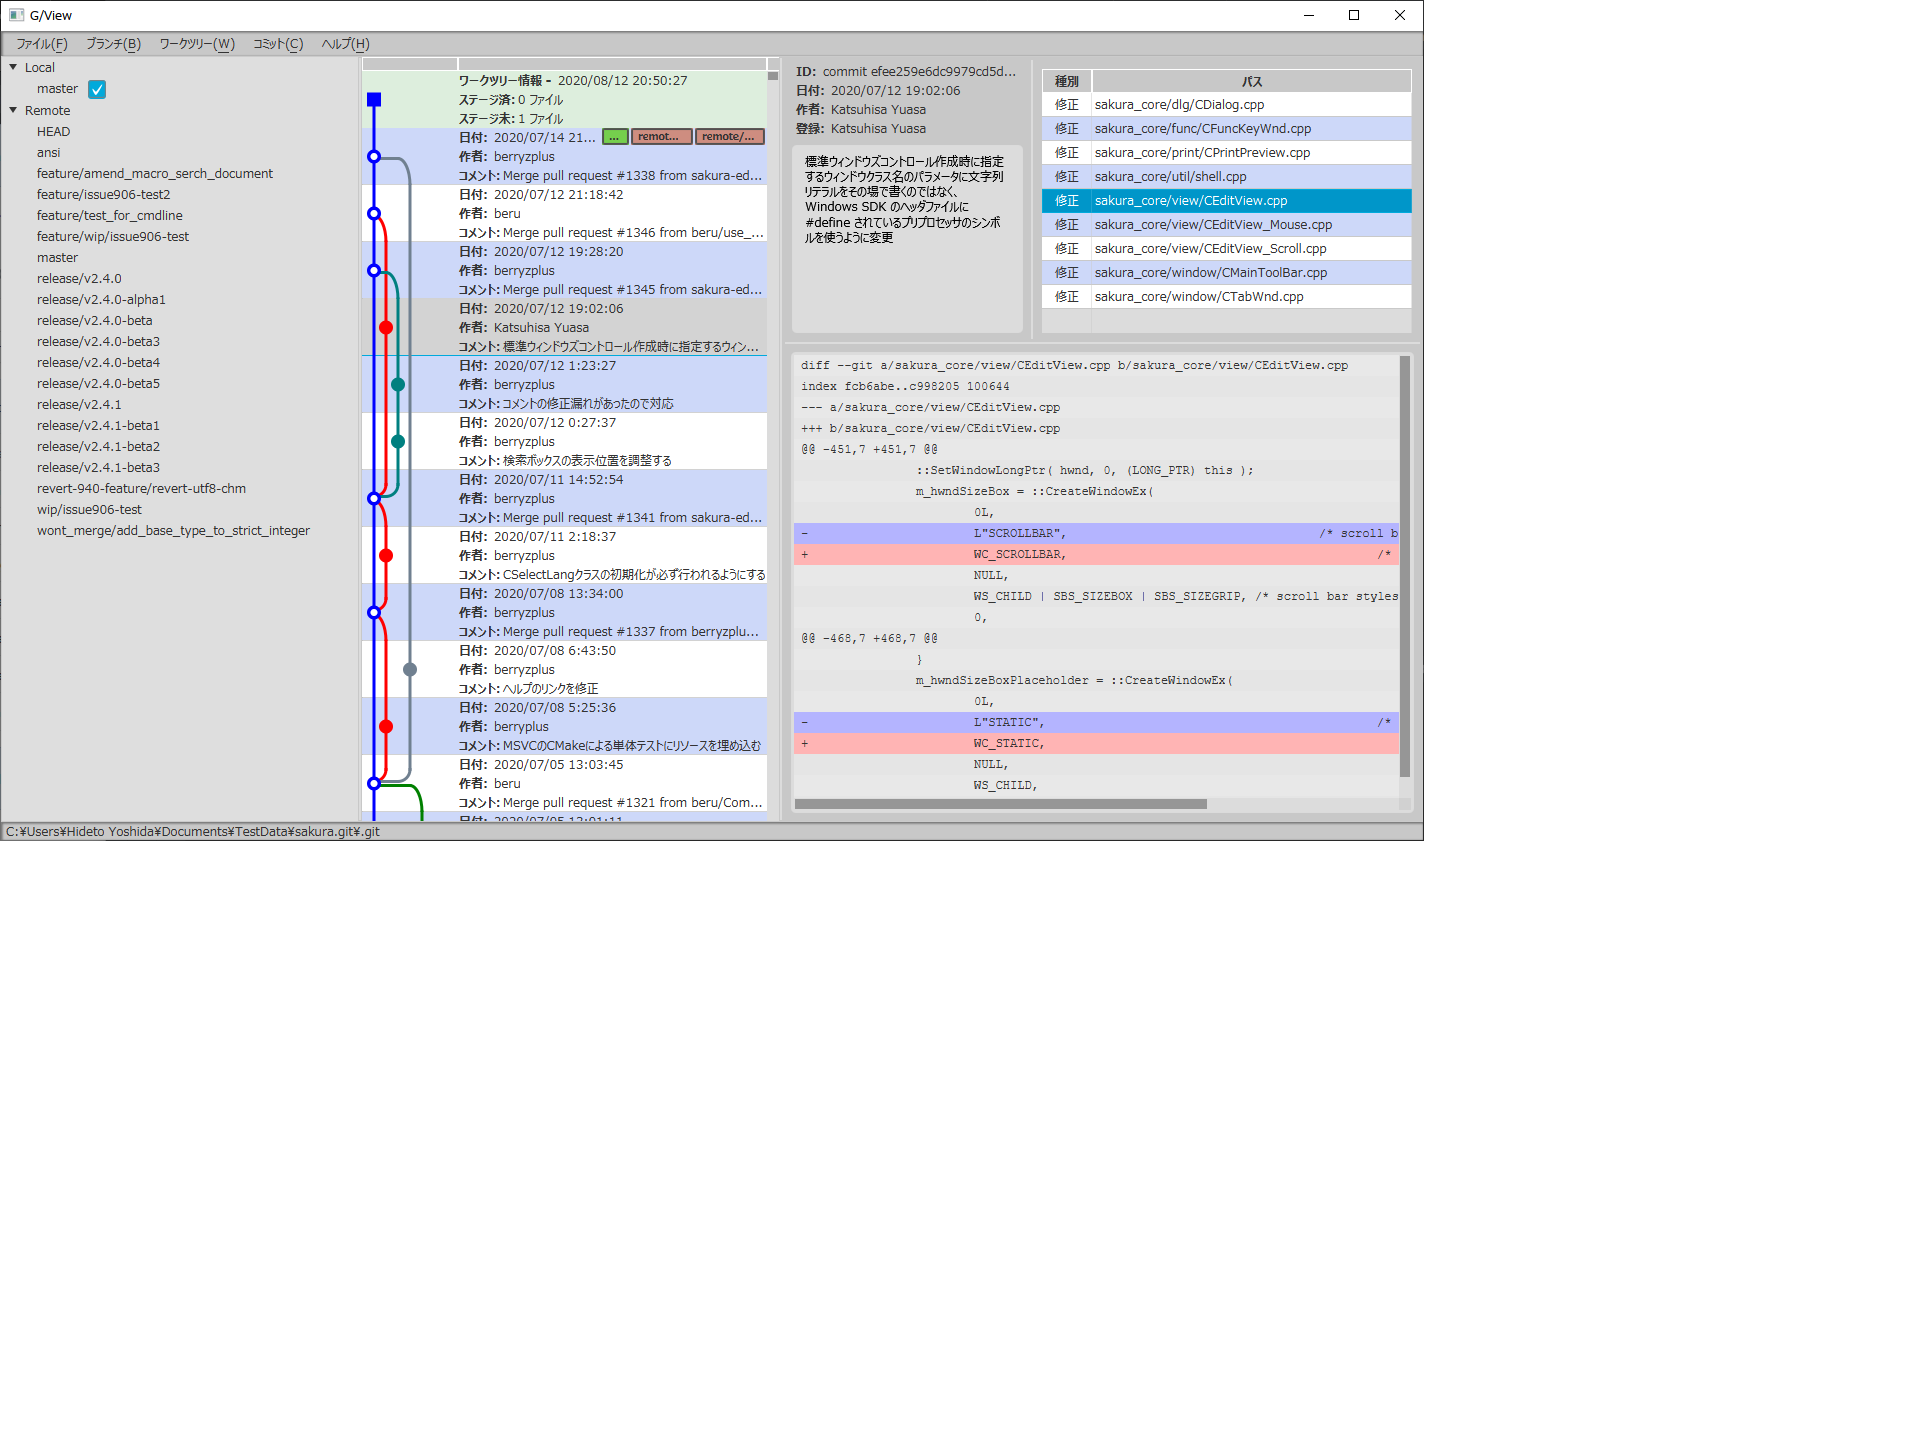 G/View
ファイル(F) ブランチ(B) ワークツリー(W) コミット(C) ヘルプ(H)
Local
master
Remote
HEAD
ansi
feature/amend_macro_serch_document
feature/issue906-test2
feature/test_for_cmdline
feature/wip/issue906-test
master
release/v2.4.0
release/v2.4.0-alpha1
release/v2.4.0-beta
release/v2.4.0-beta3
release/v2.4.0-beta4
release/v2.4.0-beta5
release/v2.4.1
release/v2.4.1-beta1
release/v2.4.1-beta2
release/v2.4.1-beta3
revert-940-feature/revert-utf8-chm
wip/issue906-test
wont_merge/add_base_type_to_strict_integer
ワークツリー情報 - 2020/08/12 20:50:27
ステージ済: 0 ファイル
ステージ未: 1 ファイル
日付: 2020/07/14 21... ... remot... remote/...
作者: berryzplus
コメント: Merge pull request #1338 from sakura-ed...
日付: 2020/07/12 21:18:42
作者: beru
コメント: Merge pull request #1346 from beru/use_...
日付: 2020/07/12 19:28:20
作者: berryzplus
コメント: Merge pull request #1345 from sakura-ed...
日付: 2020/07/12 19:02:06
作者: Katsuhisa Yuasa
コメント: 標準ウィンドウズコントロール作成時に指定するウィン...
日付: 2020/07/12 1:23:27
作者: berryzplus
コメント: コメントの修正漏れがあったので対応
日付: 2020/07/12 0:27:37
作者: berryzplus
コメント: 検索ボックスの表示位置を調整する
日付: 2020/07/11 14:52:54
作者: berryzplus
コメント: Merge pull request #1341 from sakura-ed...
日付: 2020/07/11 2:18:37
作者: berryzplus
コメント: CSelectLangクラスの初期化が必ず行われるようにする
日付: 2020/07/08 13:34:00
作者: berryzplus
コメント: Merge pull request #1337 from berryzplu...
日付: 2020/07/08 6:43:50
作者: berryzplus
コメント: ヘルプのリンクを修正
日付: 2020/07/08 5:25:36
作者: berryplus
コメント: MSVCのCMakeによる単体テストにリソースを埋め込む
日付: 2020/07/05 13:03:45
作者: beru
コメント: Merge pull request #1321 from beru/Com...
日付: 2020/07/05 13:01:11
ID: commit efee259e6dc9979cd5d...
日付: 2020/07/12 19:02:06
作者: Katsuhisa Yuasa
登録: Katsuhisa Yuasa
標準ウィンドウズコントロール作成時に指定
するウィンドウクラス名のパラメータに文字列
リテラルをその場で書くのではなく、
Windows SDK のヘッダファイルに
#define されているプリプロセッサのシンボ
ルを使うように変更
種別 パス
修正 sakura_core/dlg/CDialog.cpp
修正 sakura_core/func/CFuncKeyWnd.cpp
修正 sakura_core/print/CPrintPreview.cpp
修正 sakura_core/util/shell.cpp
修正 sakura_core/view/CEditView.cpp
修正 sakura_core/view/CEditView_Mouse.cpp
修正 sakura_core/view/CEditView_Scroll.cpp
修正 sakura_core/window/CMainToolBar.cpp
修正 sakura_core/window/CTabWnd.cpp
diff --git a/sakura_core/view/CEditView.cpp b/sakura_core/view/CEditView.cpp
index fcb6abe..c998205 100644
--- a/sakura_core/view/CEditView.cpp
+++ b/sakura_core/view/CEditView.cpp
@@ -451,7 +451,7 @@
::SetWindowLongPtr( hwnd, 0, (LONG_PTR) this );
m_hwndSizeBox = ::CreateWindowEx(
0L,
- L"SCROLLBAR", /* scroll b
+ WC_SCROLLBAR, /*
NULL,
WS_CHILD | SBS_SIZEBOX | SBS_SIZEGRIP, /* scroll bar styles
0,
@@ -468,7 +468,7 @@
}
m_hwndSizeBoxPlaceholder = ::CreateWindowEx(
0L,
- L"STATIC", /*
+ WC_STATIC,
NULL,
WS_CHILD,
C:¥Users¥Hideto Yoshida¥Documents¥TestData¥sakura.git¥.git